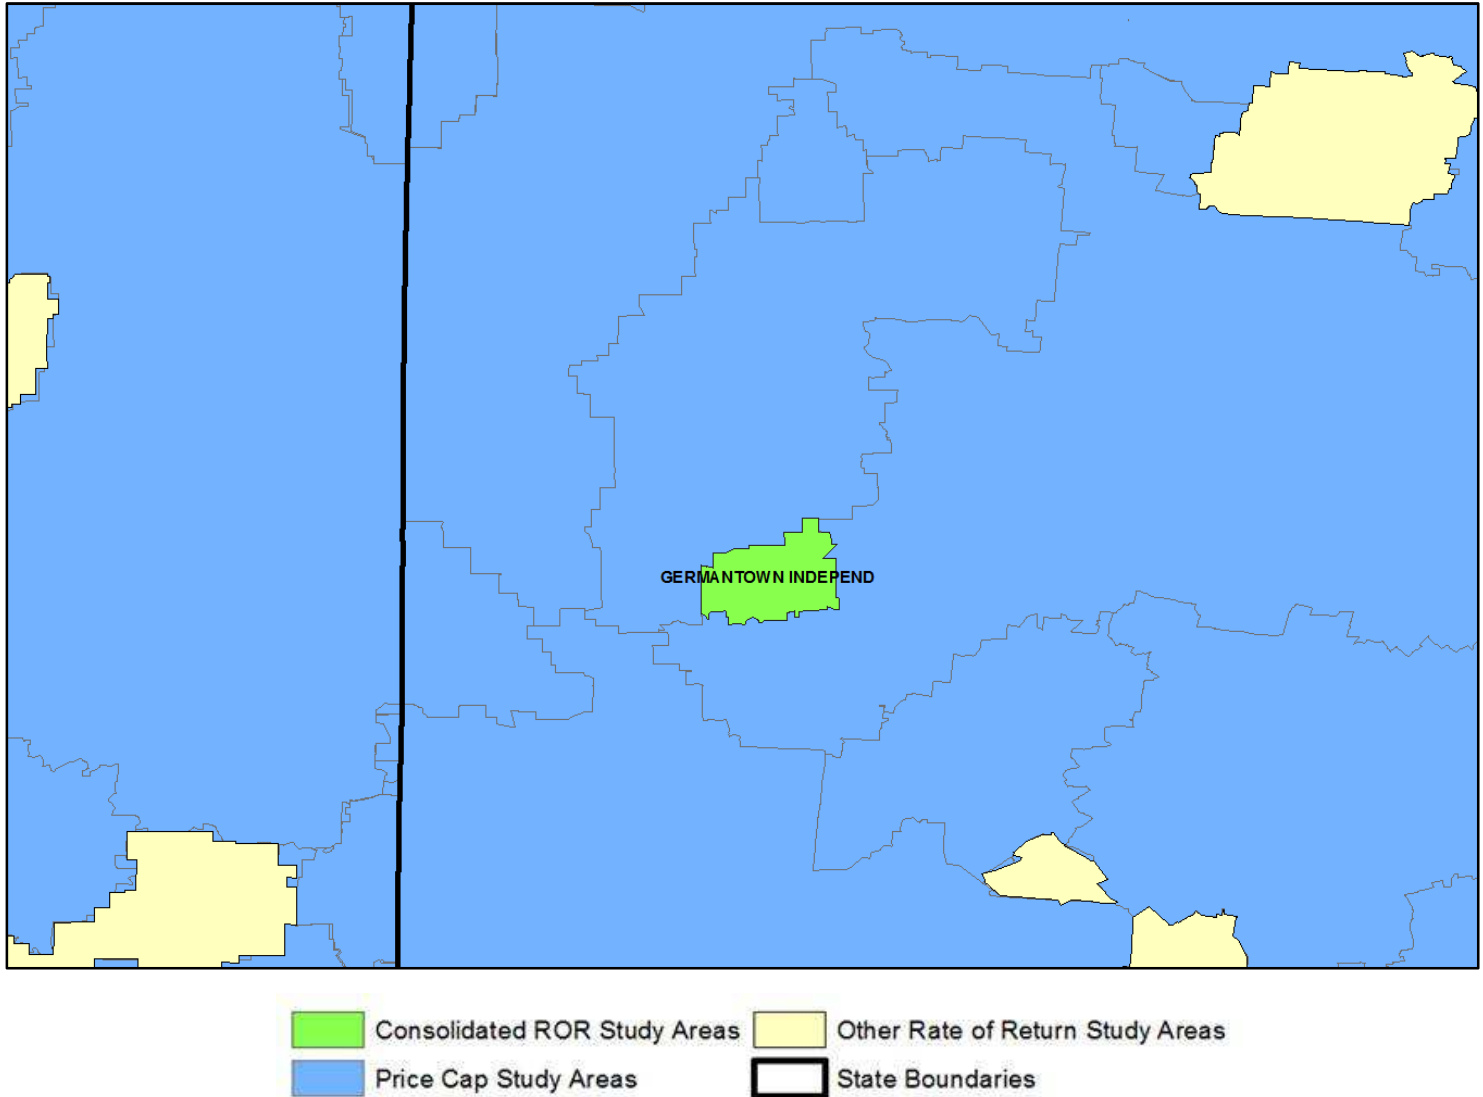 GERMANTOWN INDEPEND
Consolidated ROR Study Areas
Other Rate of Return Study Areas
Price Cap Study Areas
State Boundaries